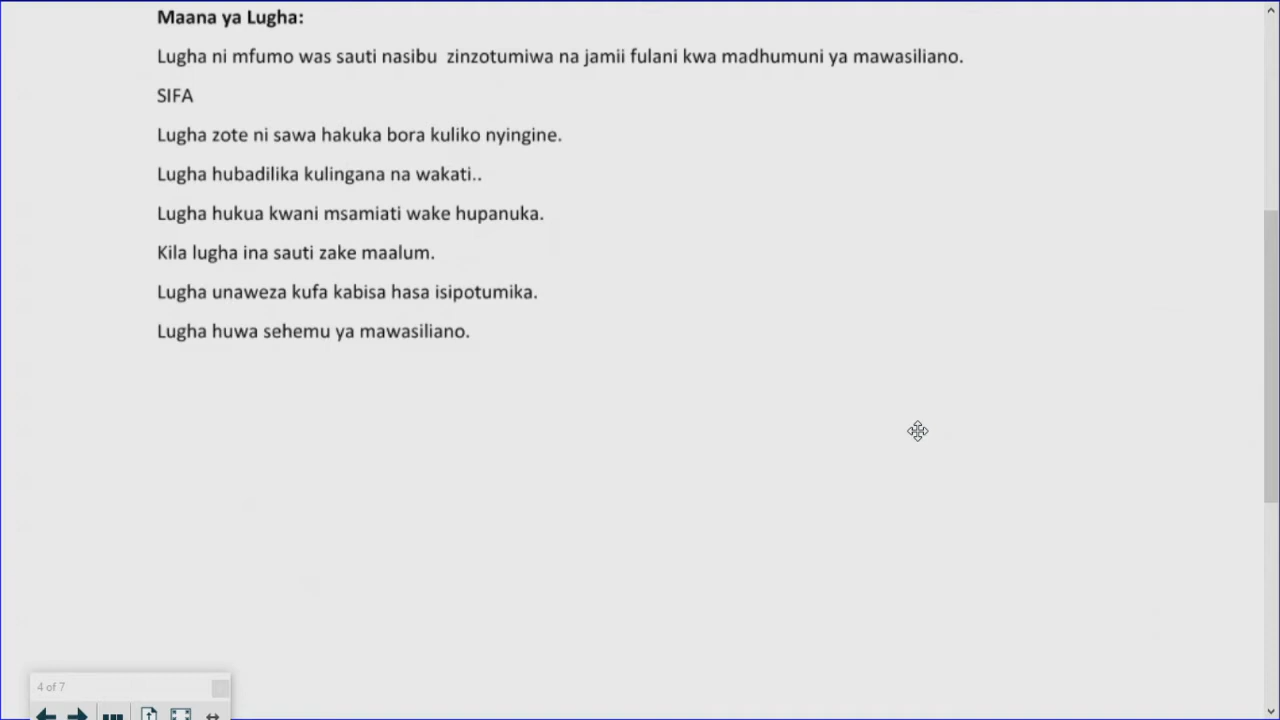 Maana ya Lugha:
Lugha ni mfumo was sauti nasibu zinzotumiwa na jamii fulani kwa madhumuni ya mawasiliano.
SIFA
Lugha zote ni sawa hakuka bora kuliko nyingine.
Lugha hubadilika kulingana na wakati..
Lugha hukua kwani msamiati wake hupanuka.
Kila lugha ina sauti zake maalum.
Lugha unaweza kufa kabisa hasa isipotumika.
Lugha huwa sehemu ya mawasiliano.
4 of 7